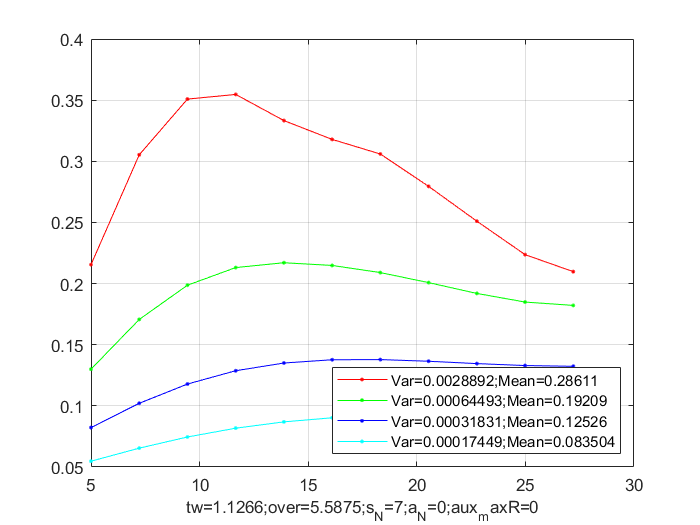 0.4
0.35
0.3
0.25
0.2
0.15
0.1
0.05
Var=0.0028892;Mean=0.28611
Var=0.00064493;Mean=0.19209
Var=0.00031831;Mean=0.12526
Var=0.00017449;Mean=0.083504
5 10 15 20 25 30
tw=1.1266;over=5.5875;s_N=7;a_N=0;aux_maxR=0